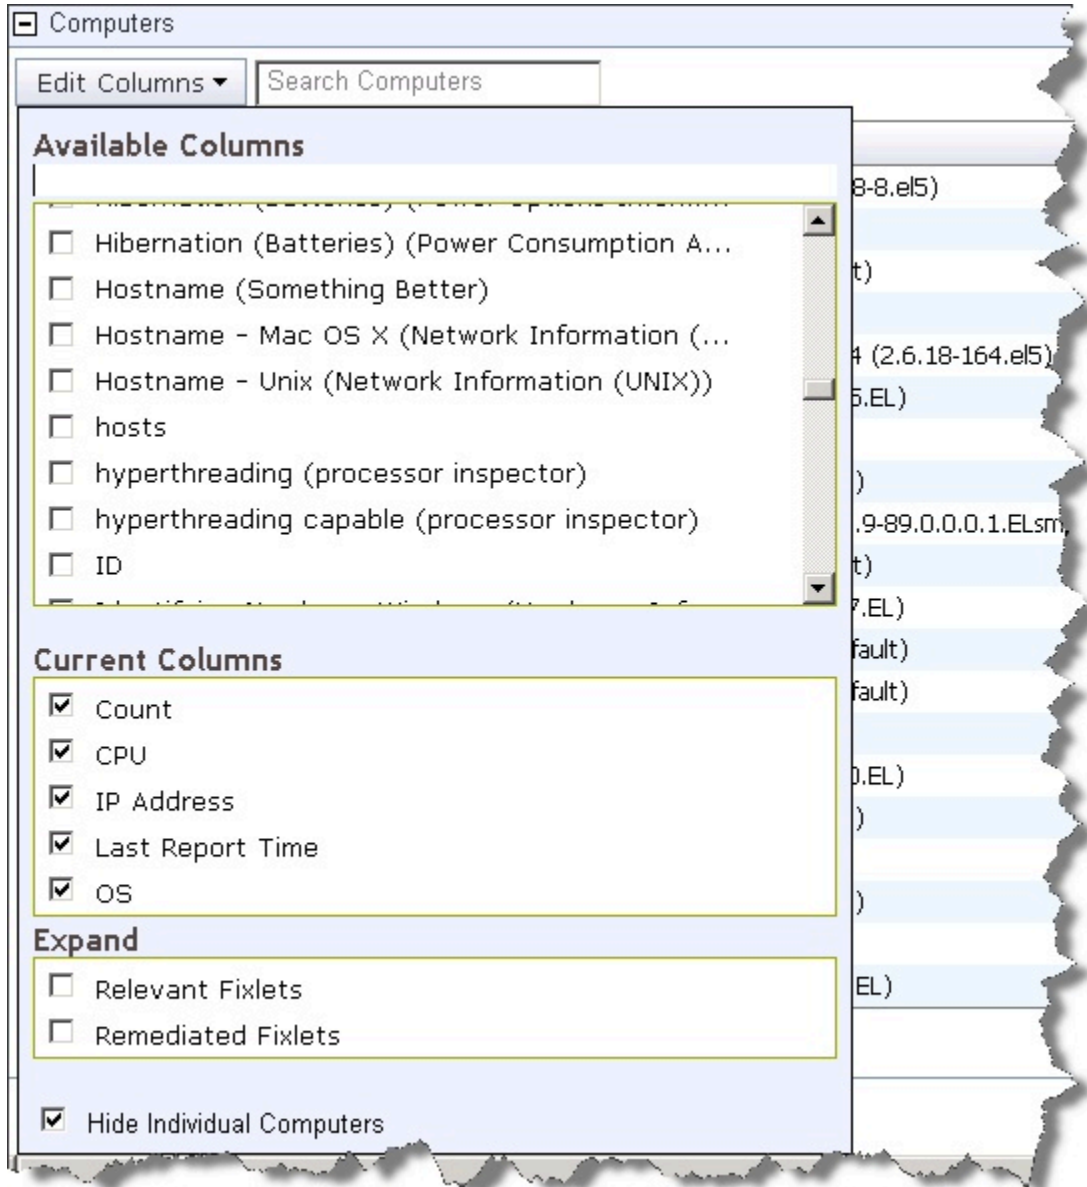 Computers
Edit Columns
Search Computers
Available Columns
Hibernation (Batteries) (Power Consumption A...
Hostname (Something Better)
Hostname - Mac OS X (Network Information (...
Hostname - Unix (Network Information (UNIX))
hosts
hyperthreading (processor inspector)
hyperthreading capable (processor inspector)
ID
Current Columns
Count
CPU
IP Address
Last Report Time
OS
Expand
Relevant Fixlets
Remediated Fixlets
Hide Individual Computers
8-8.el5)
t)
4 (2.6.18-164.el5)
.EL)
)
.9-89.0.0.0.1.ELsm
t)
.EL)
fault)
fault)
.EL)
)
)
EL)